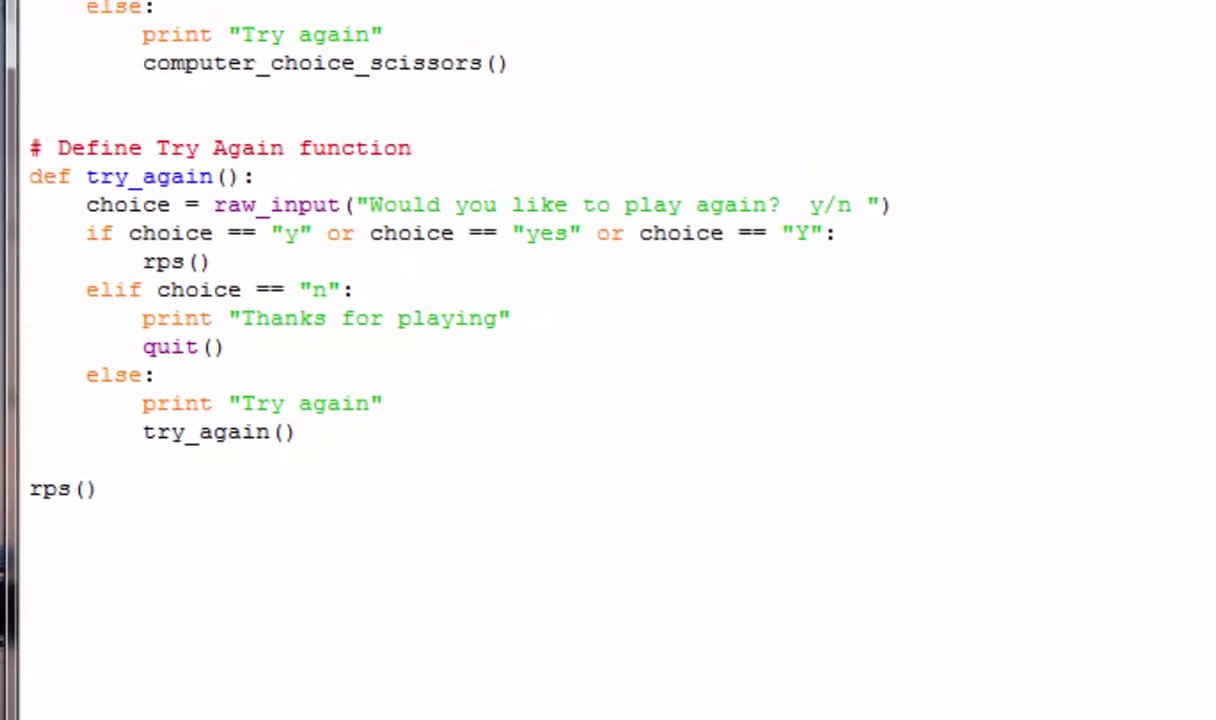 else:
print "Try again"
computer_choice_scissors()
# Define Try Again function
def try_again():
choice = raw_input("Would you like to play again?  y/n ")
if choice == "y" or choice == "yes" or choice == "Y":
rps()
elif choice == "n":
print "Thanks for playing"
quit()
else:
print "Try again"
try_again()
rps()